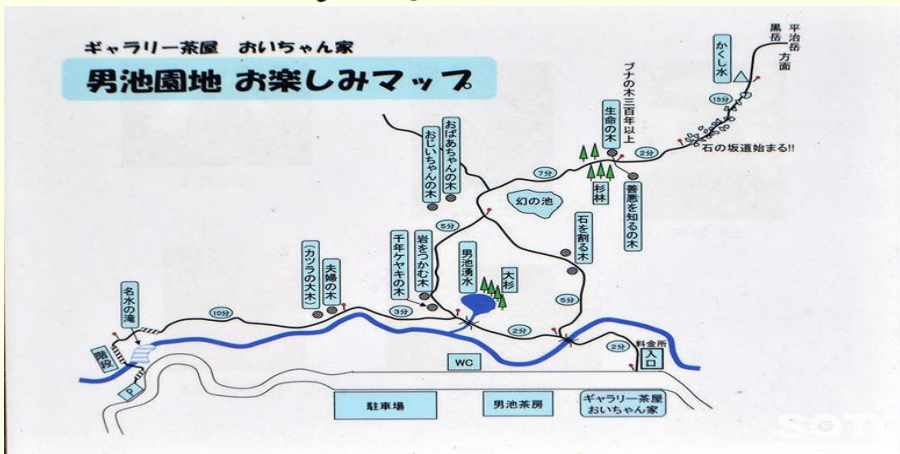 ギャラリー茶屋 おいちゃん家
男池園地 お楽しみマップ
平治岳
黒岳
方面
かくし水
15分
石の坂道始まる!!
ブナの木三百年以上
生命の木
2分
善悪を知るの木
杉林
7分
幻の池
おばあちゃんの木
おじいちゃんの木
5分
石を割る木
5分
大杉
男池湧水
岩をつかむ木
千年ケヤキの木
3分
2分
2分
料金所
入口
夫婦の木
(カツラの大木)
10分
名水の滝
階段
P
WC
駐車場
男池茶房
ギャラリー茶屋
おいちゃん家